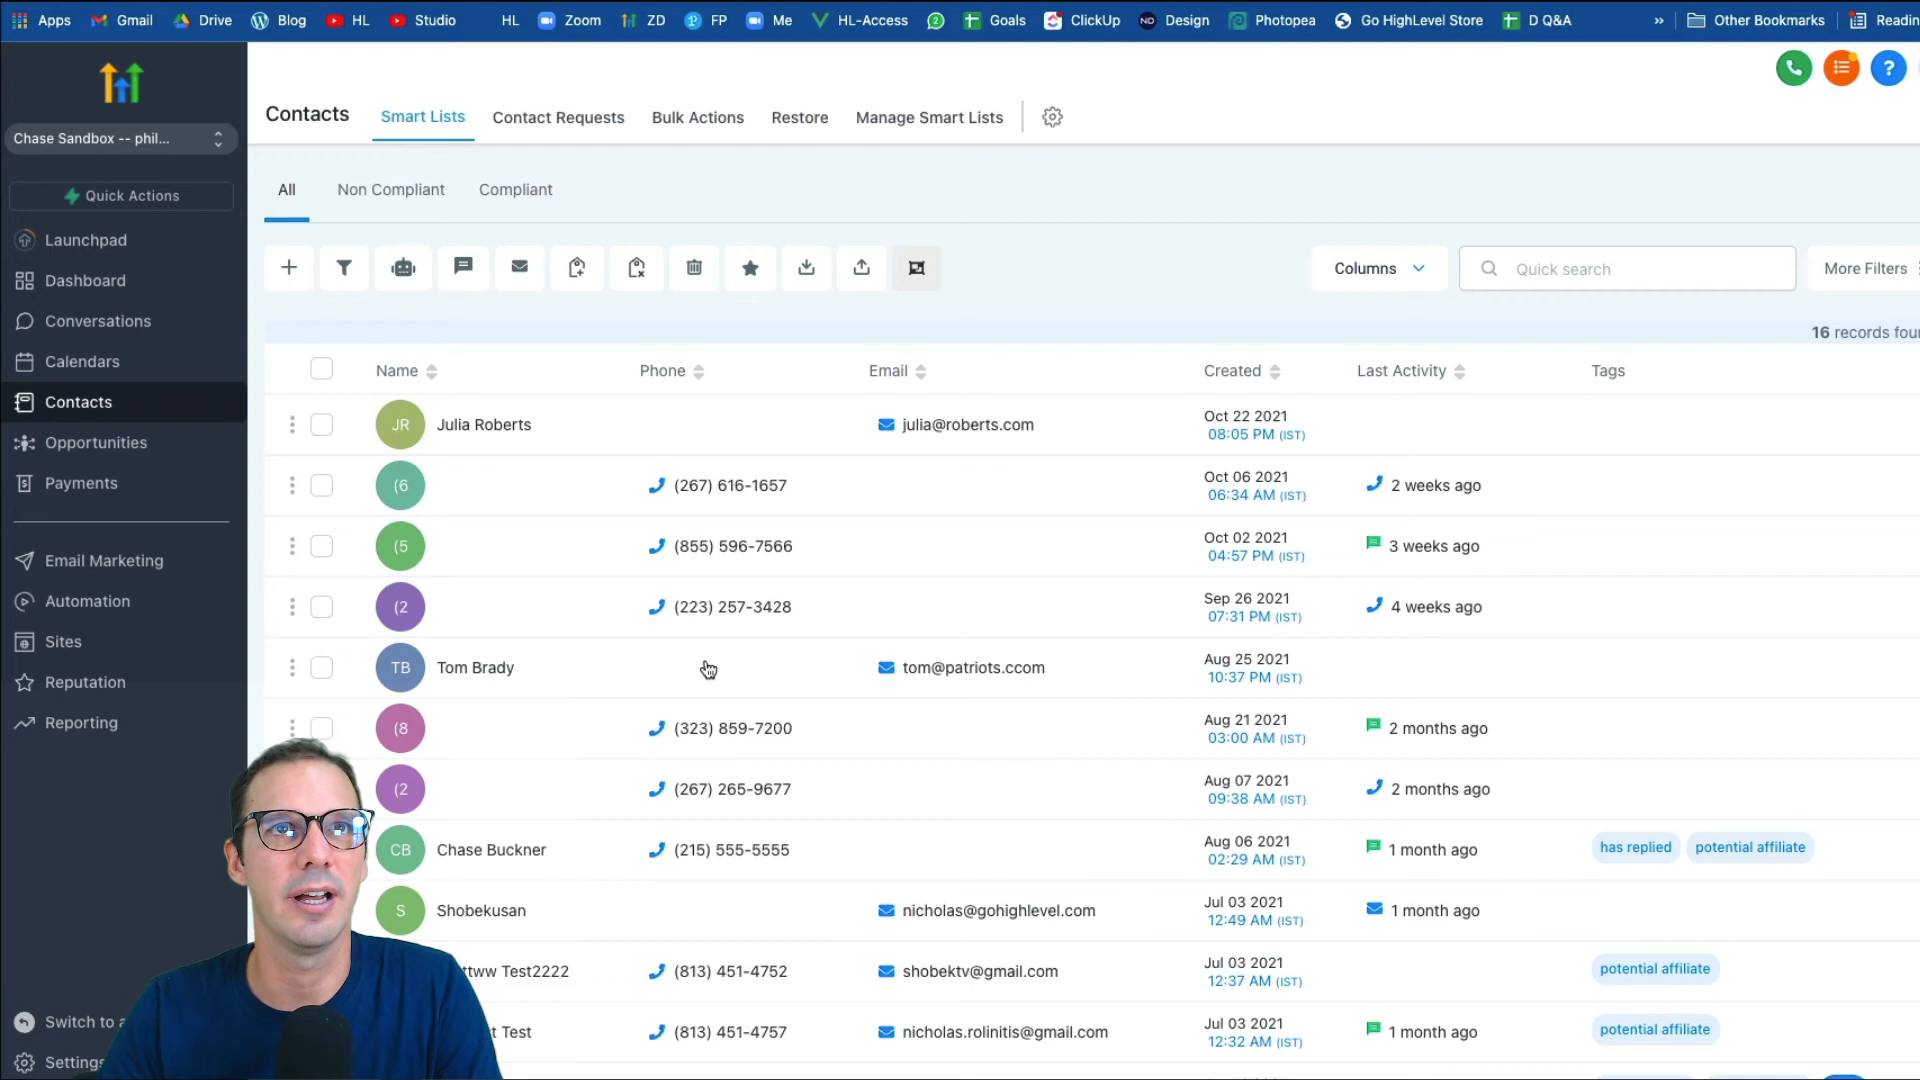 Apps Gmail Drive Blog HL Studio HL Zoom ZD FP Me HL-Access Goals ClickUp Design Photopea Go HighLevel Store D Q&A » Other Bookmarks Readin
Contacts Smart Lists Contact Requests Bulk Actions Restore Manage Smart Lists
Chase Sandbox -- phil...
Quick Actions
Launchpad
Dashboard
Conversations
Calendars
Contacts
Opportunities
Payments
Email Marketing
Automation
Sites
Reputation
Reporting
Switch to a
Settings
All Non Compliant Compliant
Columns Quick search More Filters
16 records foun
Name Phone Email Created Last Activity Tags
JR Julia Roberts julia@roberts.com Oct 22 2021
08:05 PM (IST)
(6 (267) 616-1657 Oct 06 2021 2 weeks ago
06:34 AM (IST)
(5 (855) 596-7566 Oct 02 2021 3 weeks ago
04:57 PM (IST)
(2 (223) 257-3428 Sep 26 2021 4 weeks ago
07:31 PM (IST)
TB Tom Brady tom@patriots.ccom Aug 25 2021
10:37 PM (IST)
(8 (323) 859-7200 Aug 21 2021 2 months ago
03:00 AM (IST)
(2 (267) 265-9677 Aug 07 2021 2 months ago
09:38 AM (IST)
CB Chase Buckner (215) 555-5555 Aug 06 2021 1 month ago has replied potential affiliate
02:29 AM (IST)
S Shobekusan nicholas@gohighlevel.com Jul 03 2021 1 month ago
12:49 AM (IST)
ttww Test2222 (813) 451-4752 shobektv@gmail.com Jul 03 2021 potential affiliate
12:37 AM (IST)
t Test (813) 451-4757 nicholas.rolinitis@gmail.com Jul 03 2021 1 month ago potential affiliate
12:32 AM (IST)